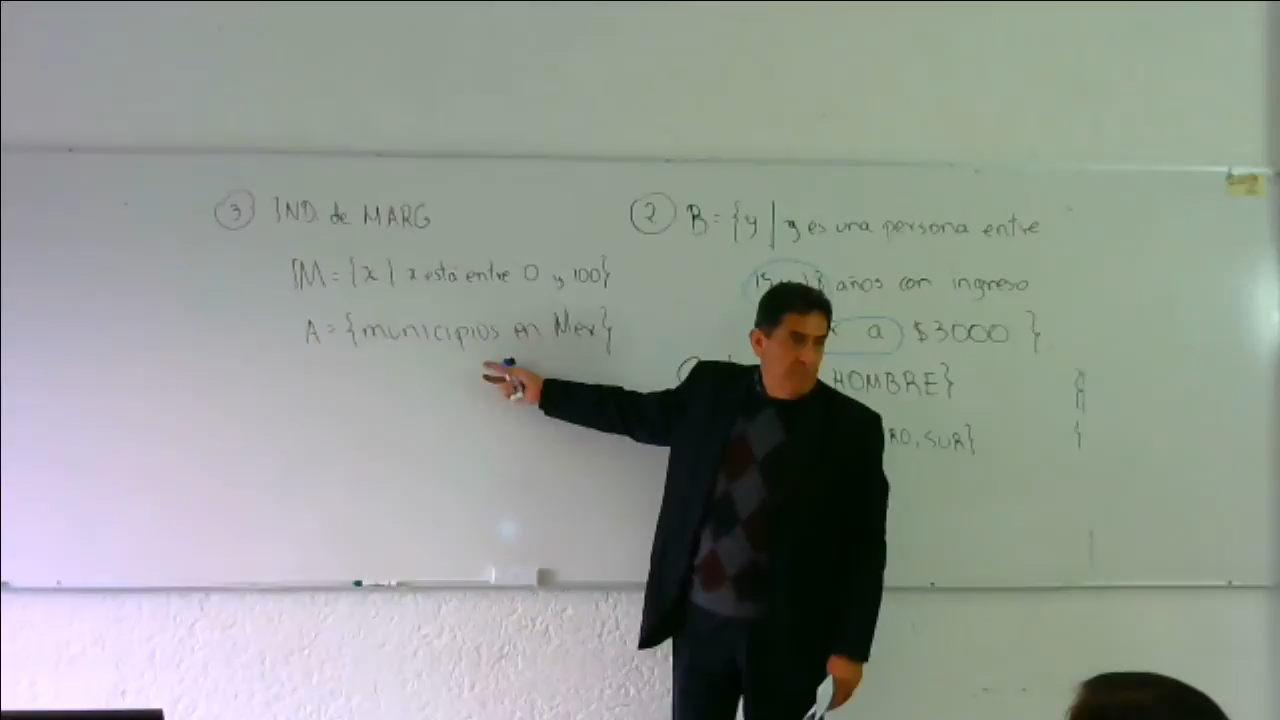 ③ IND de MARG
IM = {x | x está entre 0 y 100}
A = {municipios en Mex}
② B = {y | y es una persona entre
años con ingreso
a $3000 }
HOMBRE}
RO, SUR}